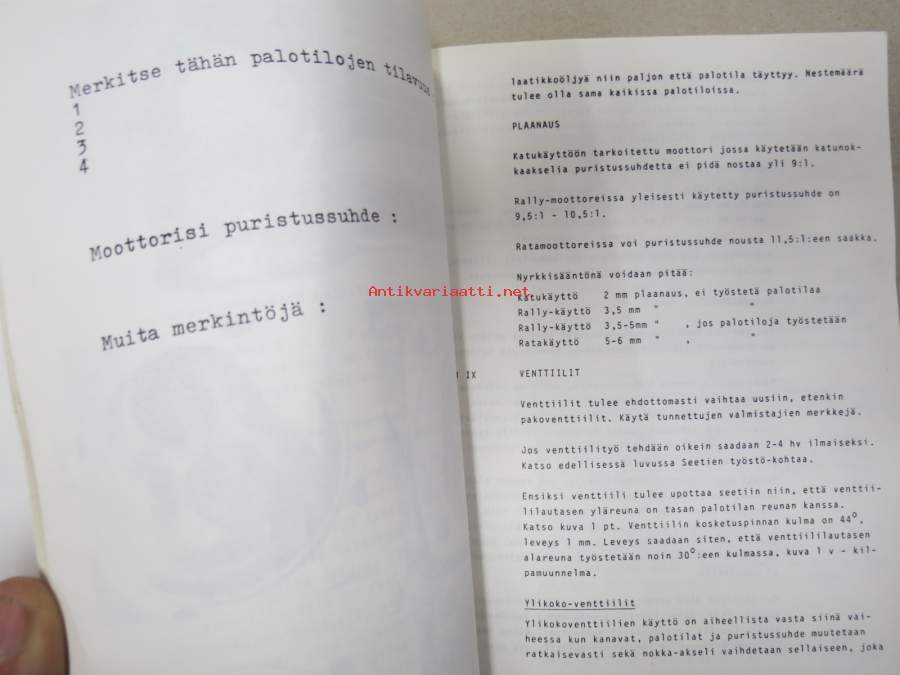 Merkitse tähän palotilojen tilavuus
1
2
3
4
Moottorisi puristussuhde :
Muita merkintöjä :
laatikkoöljyä niin paljon että palotila täyttyy. Nestemäärä
tulee olla sama kaikissa palotiloissa.
PLAANAUS
Katukäyttöön tarkoitettu moottori jossa käytetään katunok-
kaakselia puristussuhdetta ei pidä nostaa yli 9:1.
Rally-moottoreissa yleisesti käytetty puristussuhde on
9,5:1 - 10,5:1.
Ratamoottoreissa voi puristussuhde nousta 11,5:1:een saakka.
Antikvariaatti.net
Nyrkkisääntönä voidaan pitää:
Katukäyttö 2 mm plaanaus, ei työstetä palotilaa
Rally-käyttö 3,5 mm " "
Rally-käyttö 3,5-5mm " , jos palotiloja työstetään
Ratakäyttö 5-6 mm " , "
IX VENTTIILIT
Venttiilit tulee ehdottomasti vaihtaa uusiin, etenkin
pakoventtiilit. Käytä tunnettujen valmistajien merkkejä.
Jos venttiilityö tehdään oikein saadaan 2-4 hv ilmaiseksi.
Katso edellisessä luvussa Seetien työstö-kohtaa.
Ensiksi venttiili tulee upottaa seetiin niin, että venttii-
lilautasen yläreuna on tasan palotilan reunan kanssa.
Katso kuva 1 pt. Venttiilin kosketuspinnan kulma on 44°,
leveys 1 mm. Leveys saadaan siten, että venttiililautasen
alareuna työstetään noin 30°:een kulmassa, kuva 1 v - kil-
pamuunnelma.
Ylikoko-venttiilit
Ylikokoventtiilien käyttö on aiheellista vasta siinä vai-
heessa kun kanavat, palotilat ja puristussuhde muutetaan
ratkaisevasti sekä nokka-akseli vaihdetaan sellaiseen, joka